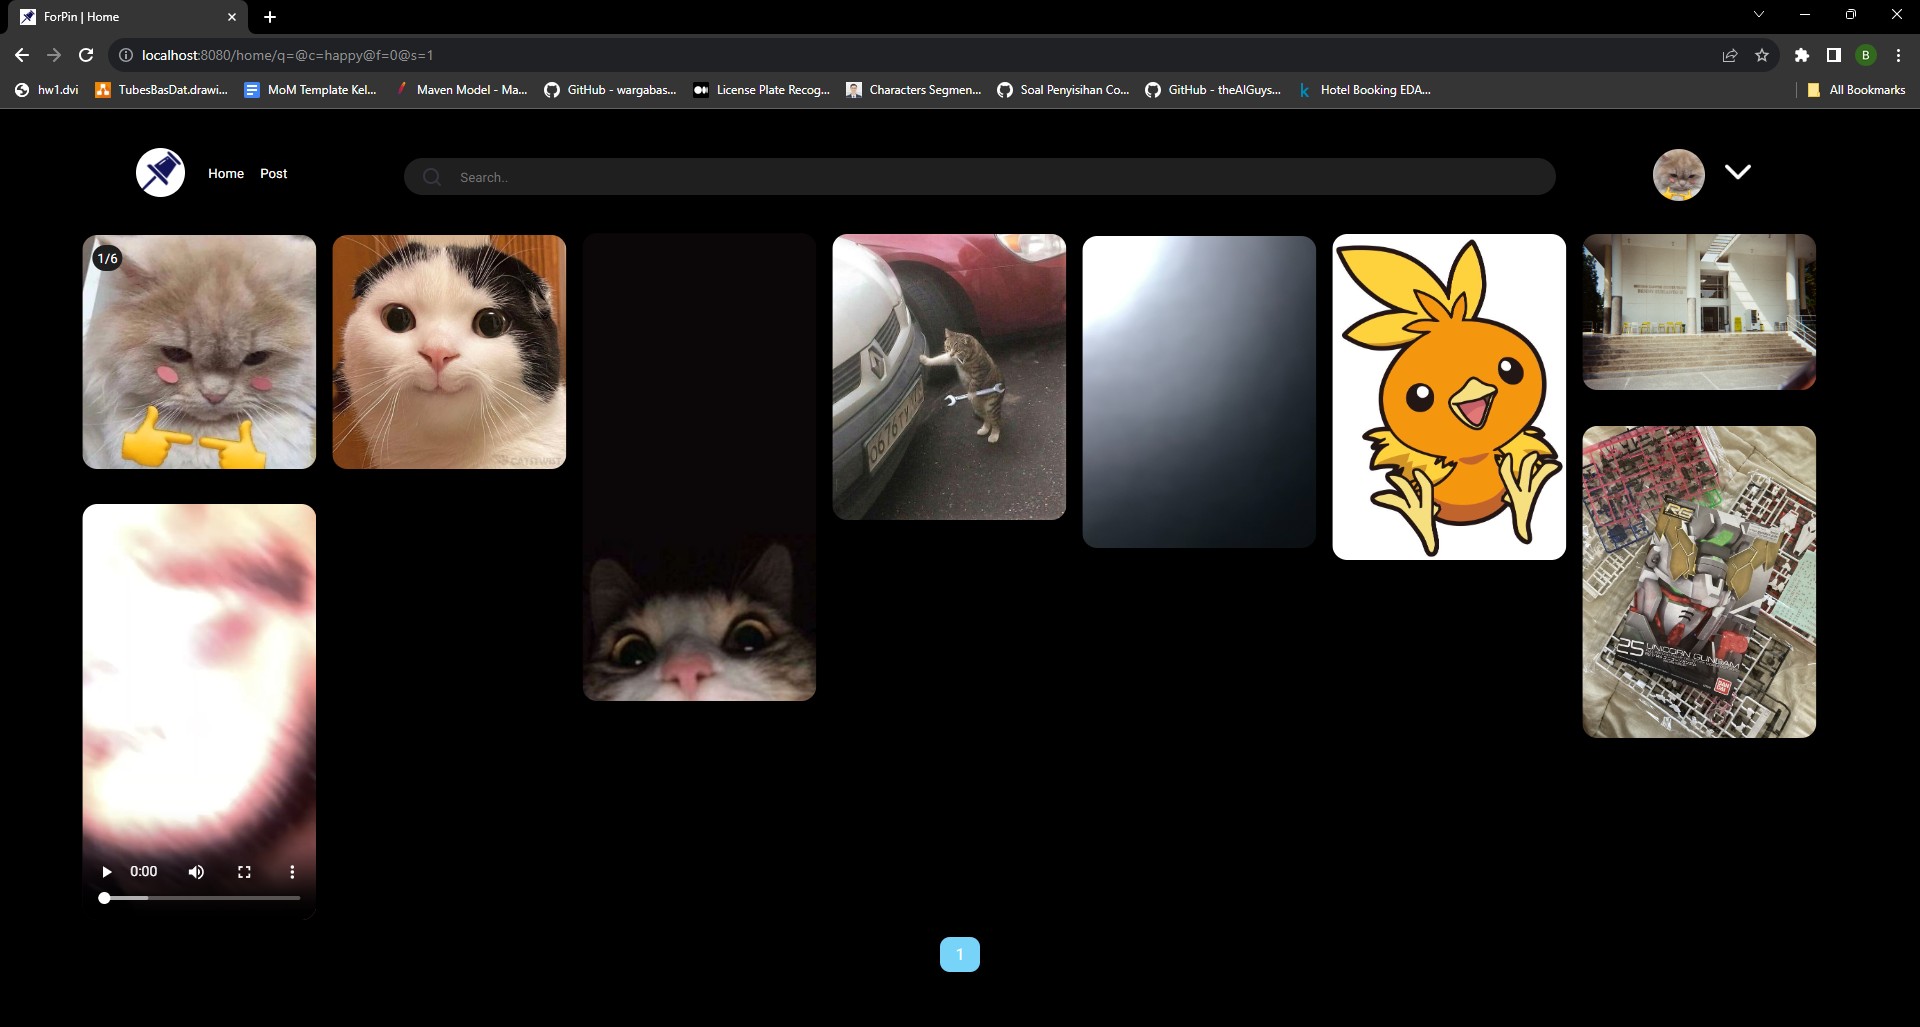 ForPin | Home
localhost:8080/home/q=@c=happy@f=0@s=1
B
hw1.dvi
TubesBasDat.drawi...
MoM Template Kel...
Maven Model - Ma...
GitHub - wargabas...
License Plate Recog...
Characters Segmen...
Soal Penyisihan Co...
GitHub - theAIGuys...
k
Hotel Booking EDA...
All Bookmarks
Home
Post
Search..
1/6
RG
25 UNICORN GUNDAM
0:00
1